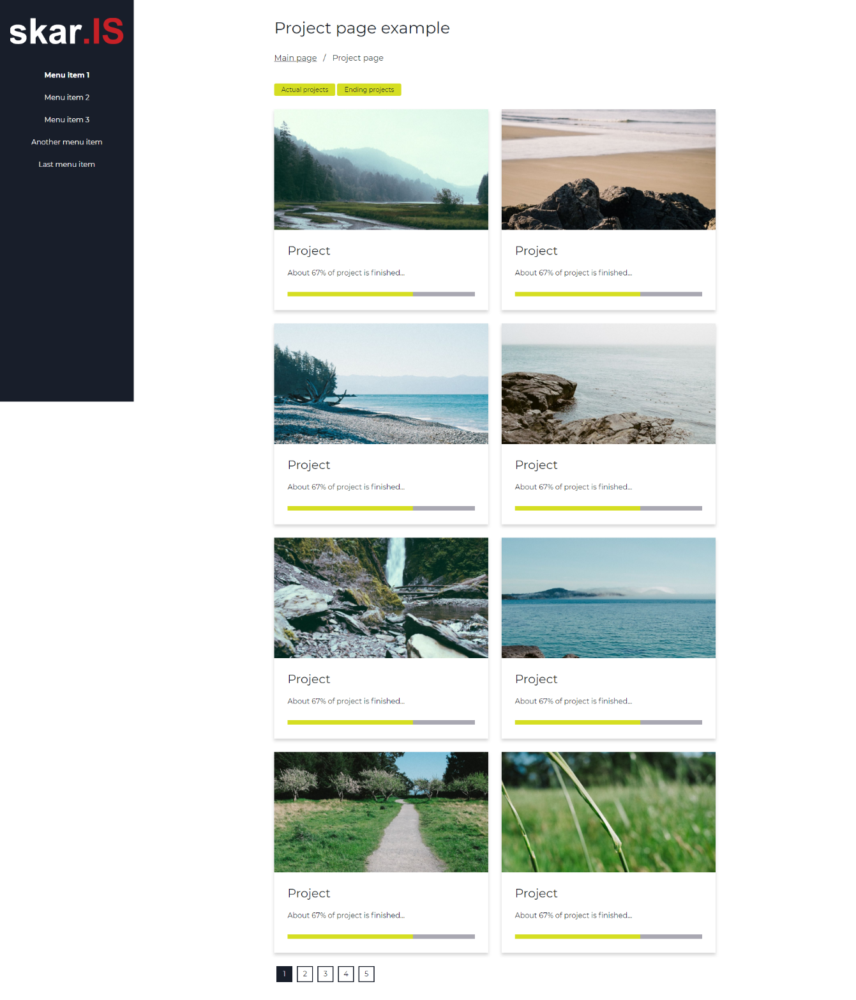 skar.IS
Menu item 1
Menu item 2
Menu item 3
Another menu item
Last menu item
Project page example
Main page / Project page
Actual projects Ending projects
Project
About 67% of project is finished...
Project
About 67% of project is finished...
Project
About 67% of project is finished...
Project
About 67% of project is finished...
Project
About 67% of project is finished...
Project
About 67% of project is finished...
Project
About 67% of project is finished...
Project
About 67% of project is finished...
1 2 3 4 5